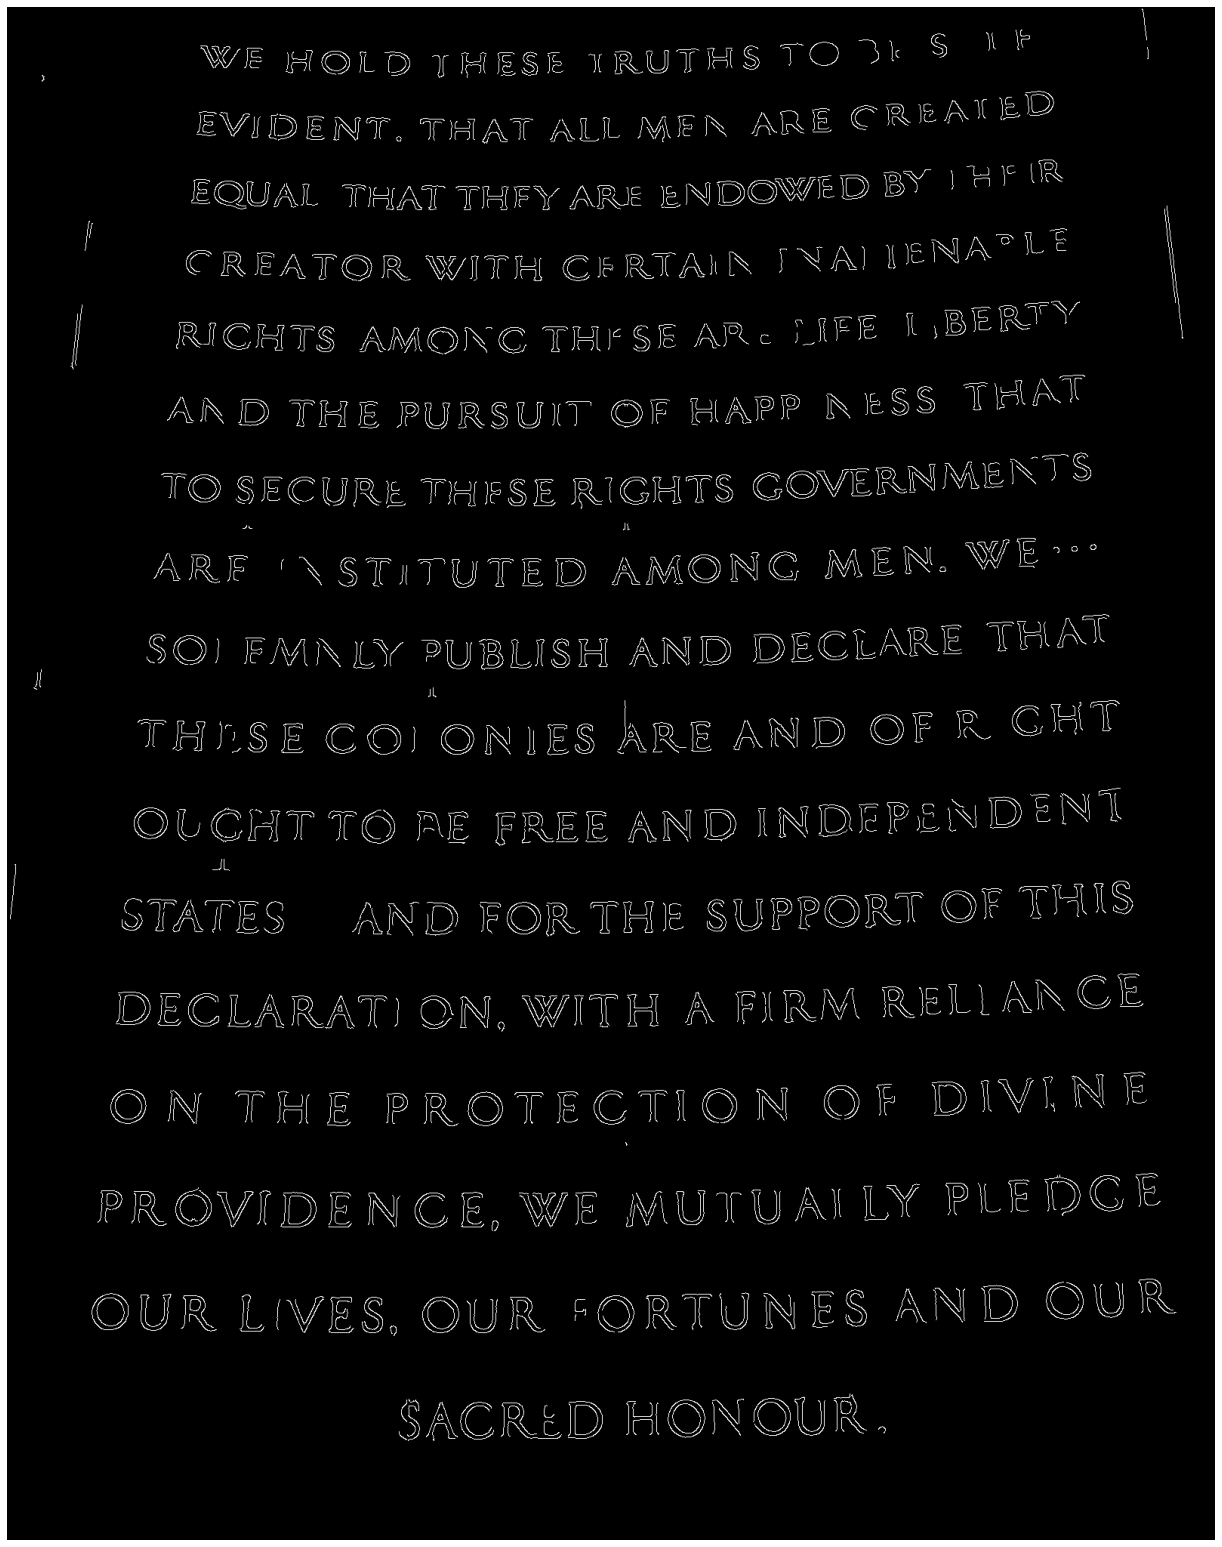 WE HOLD THESE TRUTHS TO BE SELF
EVIDENT. THAT ALL MEN ARE CREATED
EQUAL THAT THEY ARE ENDOWED BY THEIR
CREATOR WITH CERTAIN INALIENABLE
RIGHTS AMONG THESE ARE LIFE LIBERTY
AND THE PURSUIT OF HAPPINESS THAT
TO SECURE THESE RIGHTS GOVERNMENTS
ARE INSTITUTED AMONG MEN. WE···
SOLEMNLY PUBLISH AND DECLARE THAT
THESE COLONIES ARE AND OF RIGHT
OUGHT TO BE FREE AND INDEPENDENT
STATES AND FOR THE SUPPORT OF THIS
DECLARATION, WITH A FIRM RELIANCE
ON THE PROTECTION OF DIVINE
PROVIDENCE, WE MUTUALLY PLEDGE
OUR LIVES, OUR FORTUNES AND OUR
SACRED HONOUR.